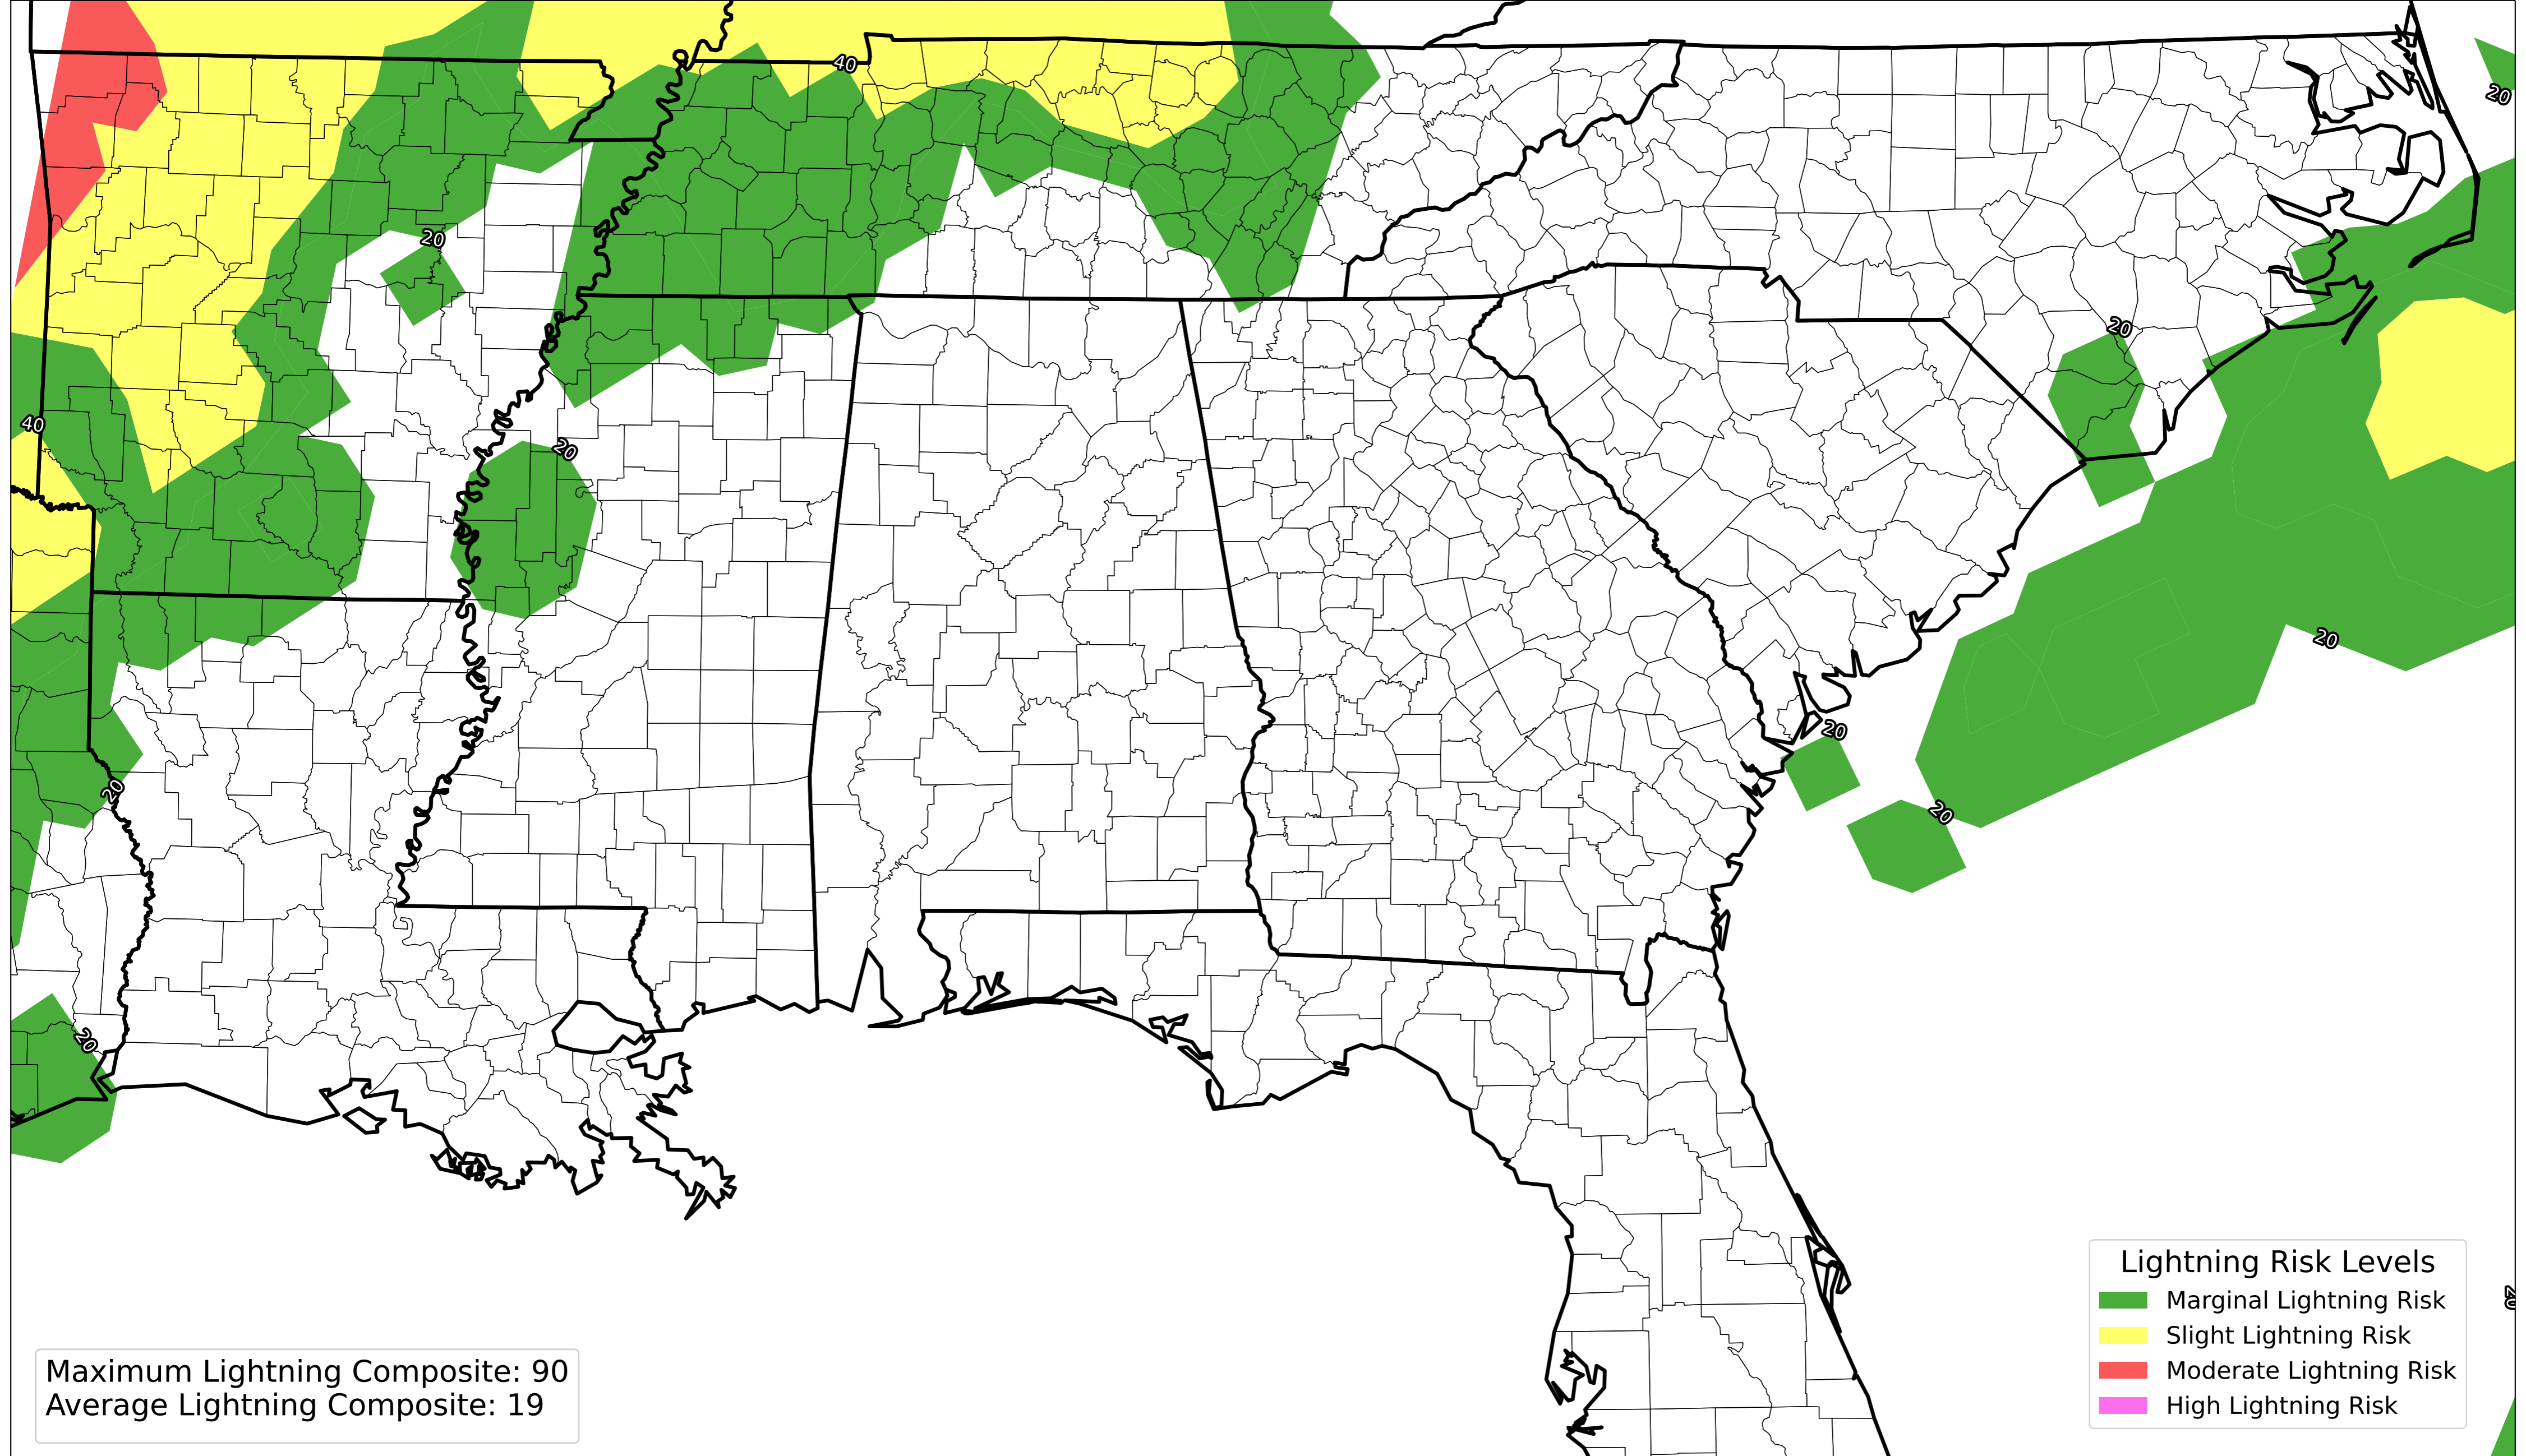 40
20
20
20
40
20
20
20
20
20
20
20
20
Lightning Risk Levels
Marginal Lightning Risk
Slight Lightning Risk
Moderate Lightning Risk
High Lightning Risk
Maximum Lightning Composite: 90
Average Lightning Composite: 19